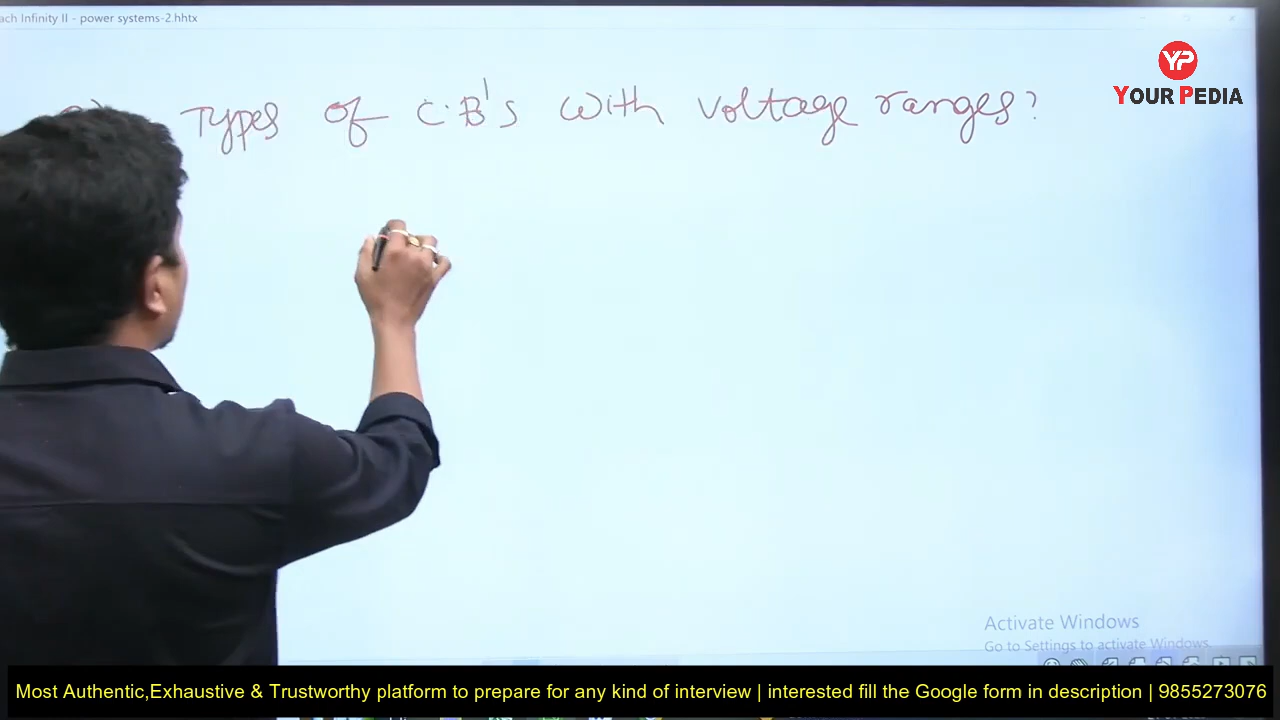 ach Infinity II - power systems-2.hhtx
YP
YOUR PEDIA
Types of C.B's with voltage ranges?
Activate Windows
Go to Settings to activate Windows.
Most Authentic,Exhaustive & Trustworthy platform to prepare for any kind of interview | interested fill the Google form in description | 9855273076